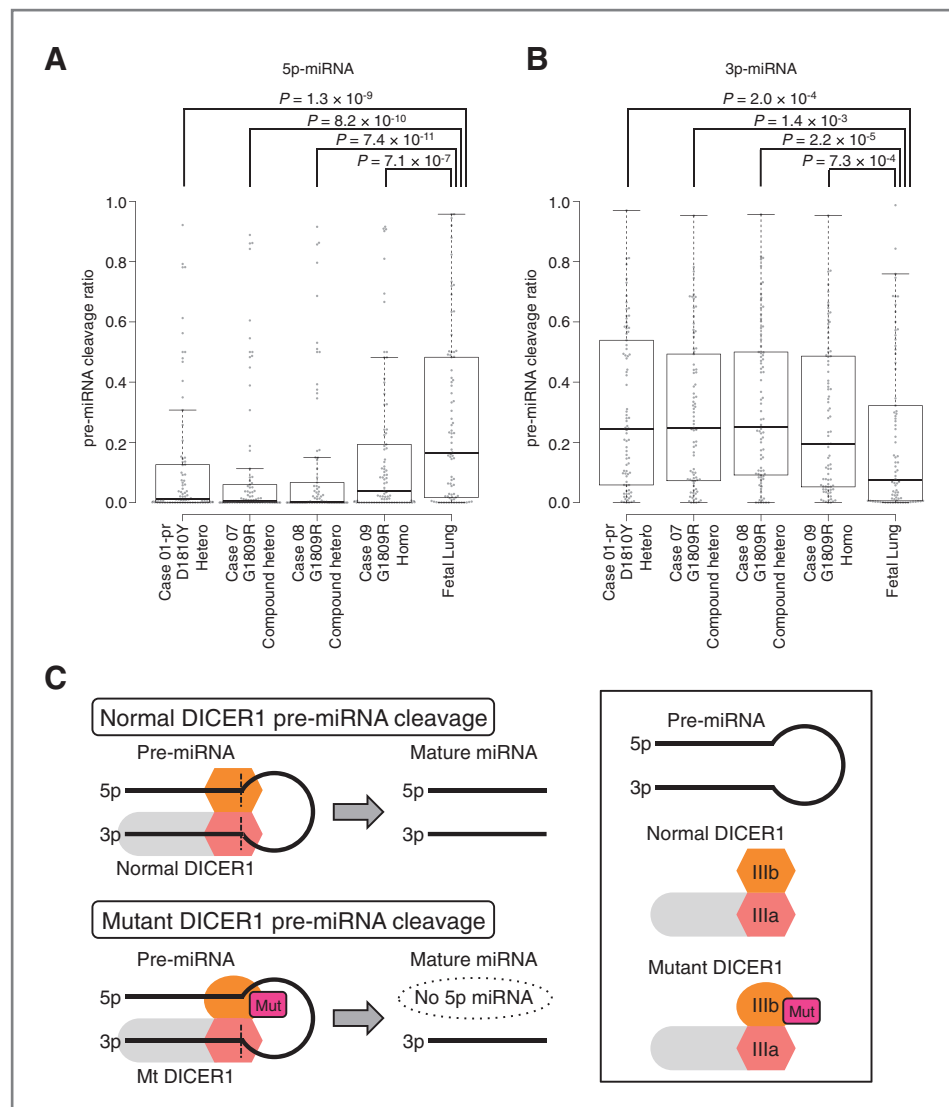 A
5p-miRNA
P = 1.3 × 10-9
P = 8.2 × 10-10
P = 7.4 × 10-11
P = 7.1 × 10-7
pre-miRNA cleavage ratio
1.0
0.8
0.6
0.4
0.2
0.0
Case 01-pr
D1810Y
Hetero
Case 07
G1809R
Compound hetero
Case 08
G1809R
Compound hetero
Case 09
G1809R
Homo
Fetal Lung
B
3p-miRNA
P = 2.0 × 10-4
P = 1.4 × 10-3
P = 2.2 × 10-5
P = 7.3 × 10-4
pre-miRNA cleavage ratio
1.0
0.8
0.6
0.4
0.2
0.0
Case 01-pr
D1810Y
Hetero
Case 07
G1809R
Compound hetero
Case 08
G1809R
Compound hetero
Case 09
G1809R
Homo
Fetal Lung
C
Normal DICER1 pre-miRNA cleavage
Pre-miRNA
Mature miRNA
5p
5p
3p
3p
Normal DICER1
Mutant DICER1 pre-miRNA cleavage
Pre-miRNA
Mature miRNA
5p
Mut
No 5p miRNA
3p
3p
Mt DICER1
Pre-miRNA
5p
3p
Normal DICER1
IIIb
IIIa
Mutant DICER1
IIIb
Mut
IIIa